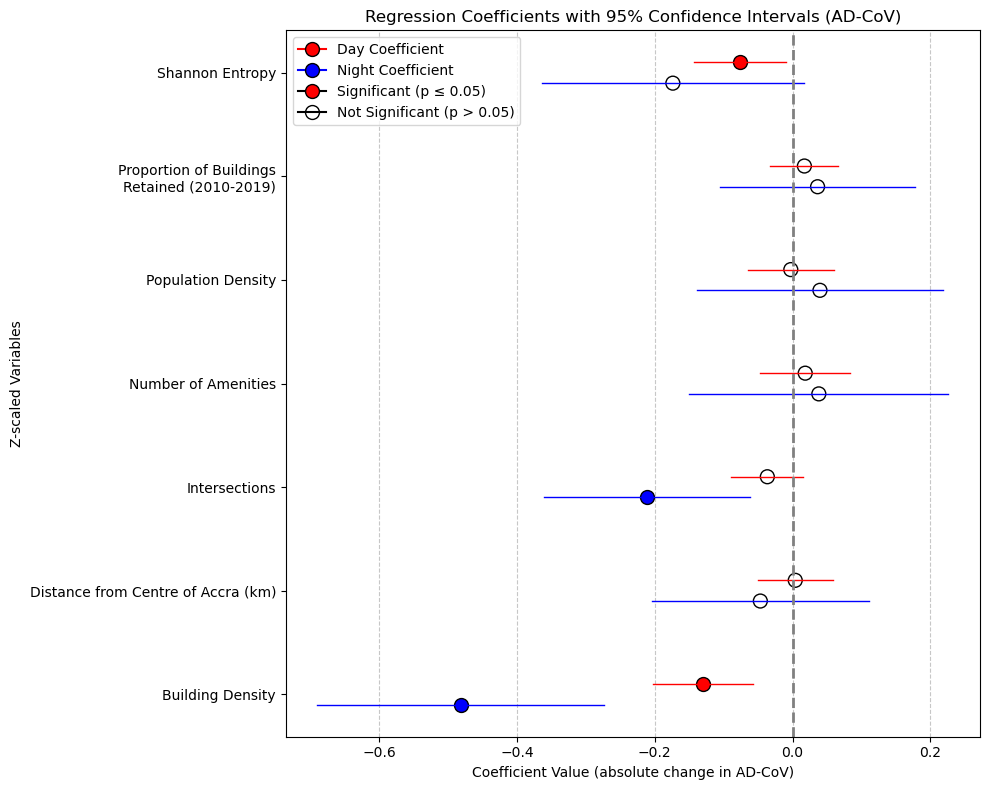 Regression Coefficients with 95% Confidence Intervals (AD-CoV)
Day Coefficient
Night Coefficient
Significant (p ≤ 0.05)
Not Significant (p > 0.05)
Z-scaled Variables
Shannon Entropy
Proportion of Buildings
Retained (2010-2019)
Population Density
Number of Amenities
Intersections
Distance from Centre of Accra (km)
Building Density
−0.6 −0.4 −0.2 0.0 0.2
Coefficient Value (absolute change in AD-CoV)